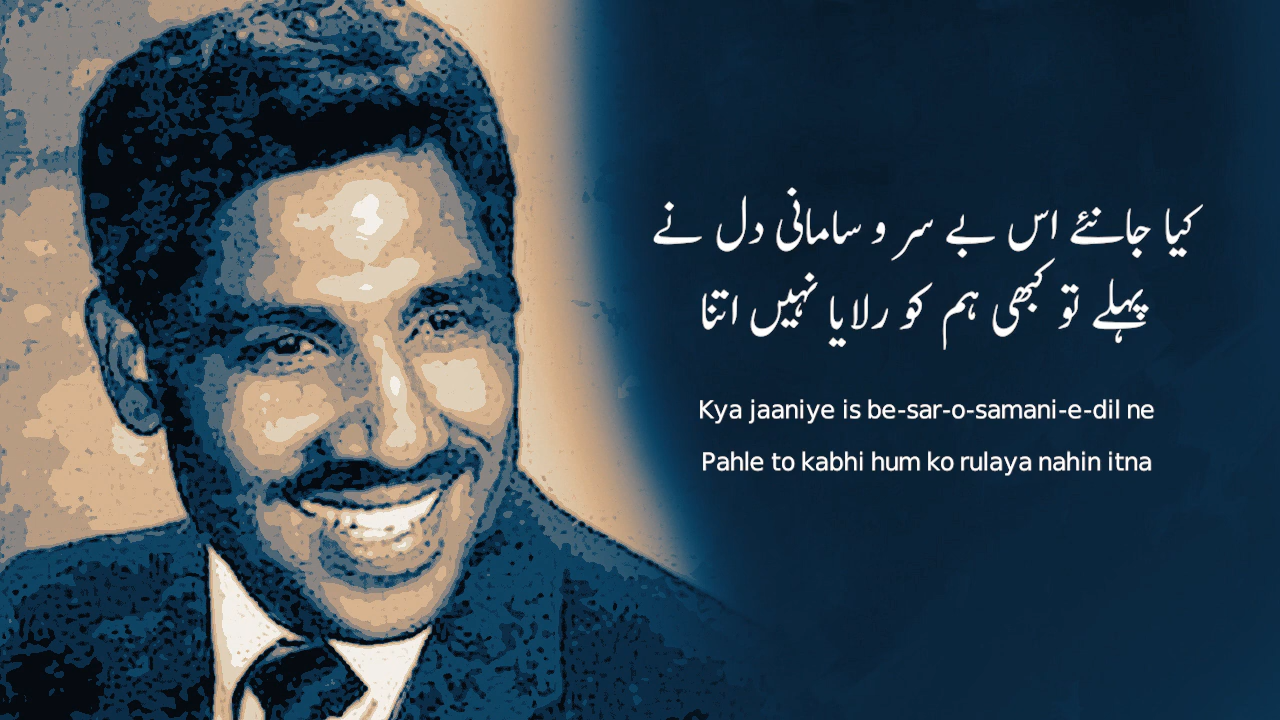 کیا جانئے اس بے سر و سامانی دل نے
پہلے تو کبھی ہم کو رلایا نہیں اتنا
Kya jaaniye is be-sar-o-samani-e-dil ne
Pahle to kabhi hum ko rulaya nahin itna